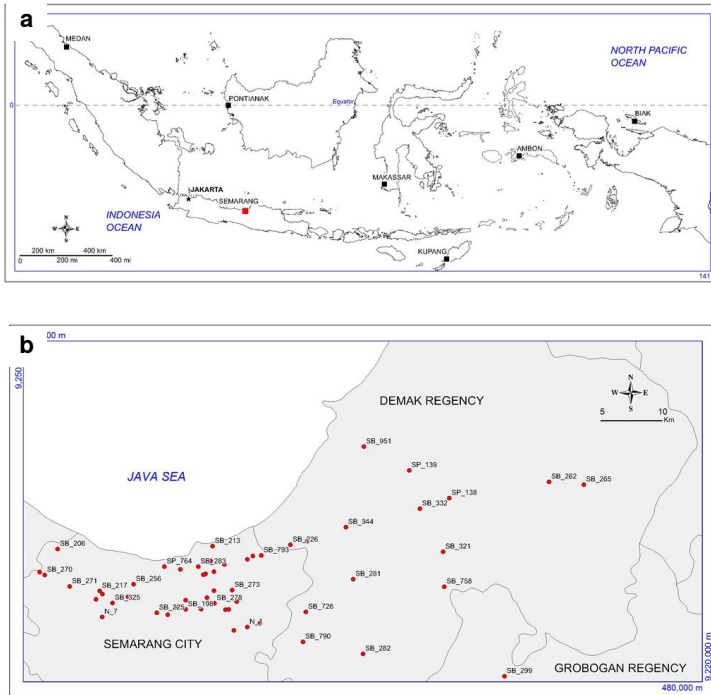 a
MEDAN
NORTH PACIFIC
OCEAN
0
PONTIANAK
Equator
BIAK
AMBON
MAKASSAR
JAKARTA
SEMARANG
INDONESIA
OCEAN
N
W E
S
KUPANG
200 km 400 km
200 mi 400 mi
141
b
00 m
9,250
DEMAK REGENCY
N
W E
S
5 10
Km
SB_951
JAVA SEA
SP_139
SB_262
SB_265
SP_138
SB_332
SB_344
SB_213
SB_226
SB_206
SB_793
SB_321
SP_764
SB_283
SB_270
SB_256
SB_281
SB_271
SB_217
SB_273
SB_758
SB_325
SB_278
SB_198
SB_225
SB_726
N_7
SEMARANG CITY
SB_790
SB_282
SB_299
GROBOGAN REGENCY
9,220,000 m
480,000 m